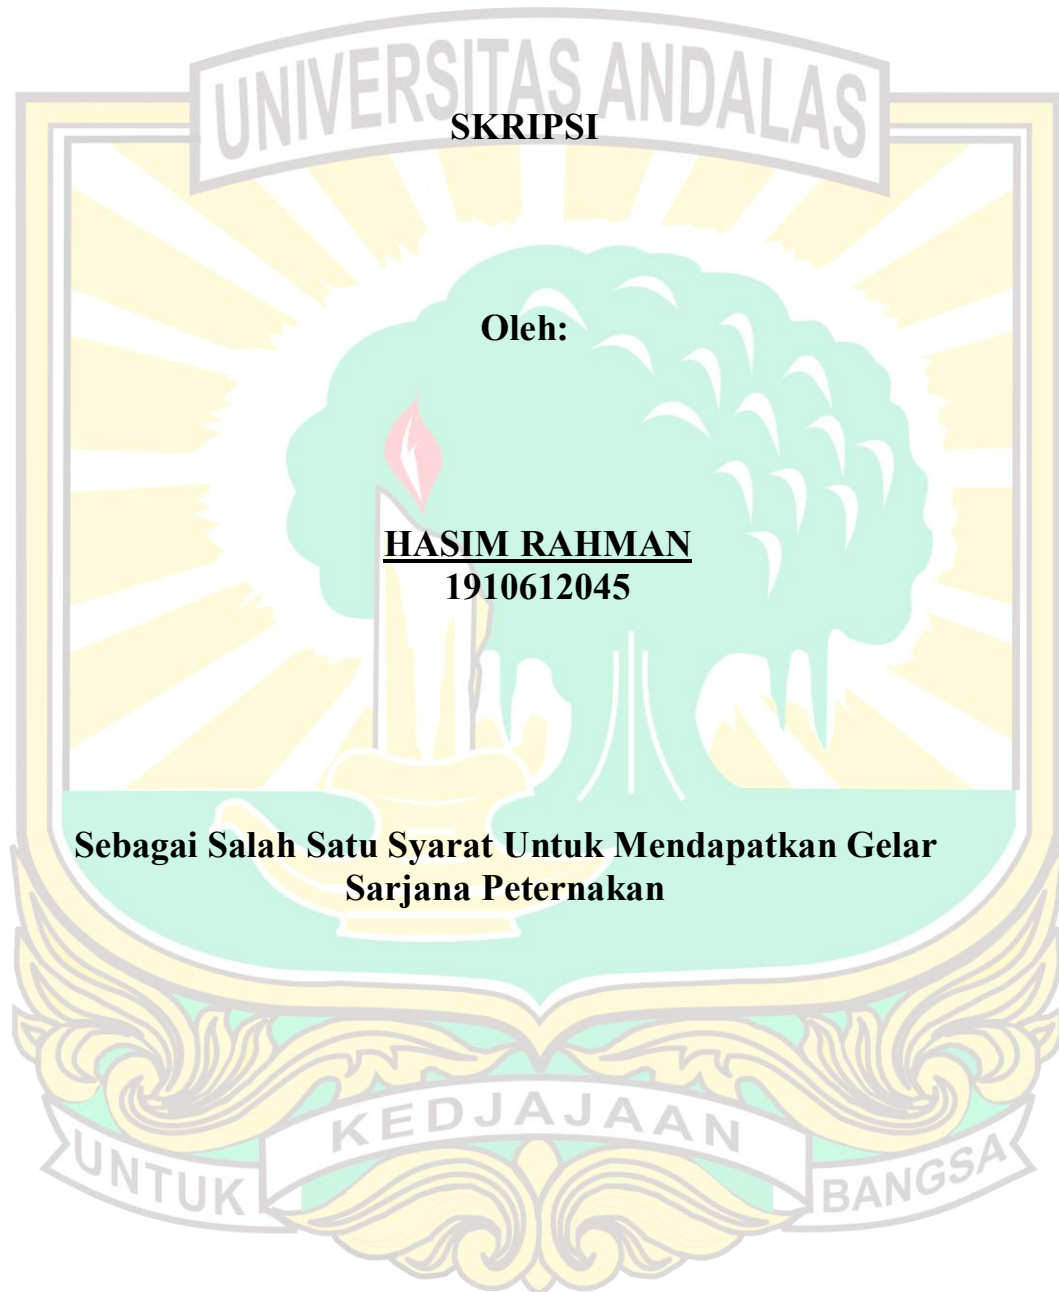 UNIVERSITAS ANDALAS
SKRIPSI
Oleh:
HASIM RAHMAN
1910612045
Sebagai Salah Satu Syarat Untuk Mendapatkan Gelar
Sarjana Peternakan
UNTUK KEDJAJAAN BANGSA